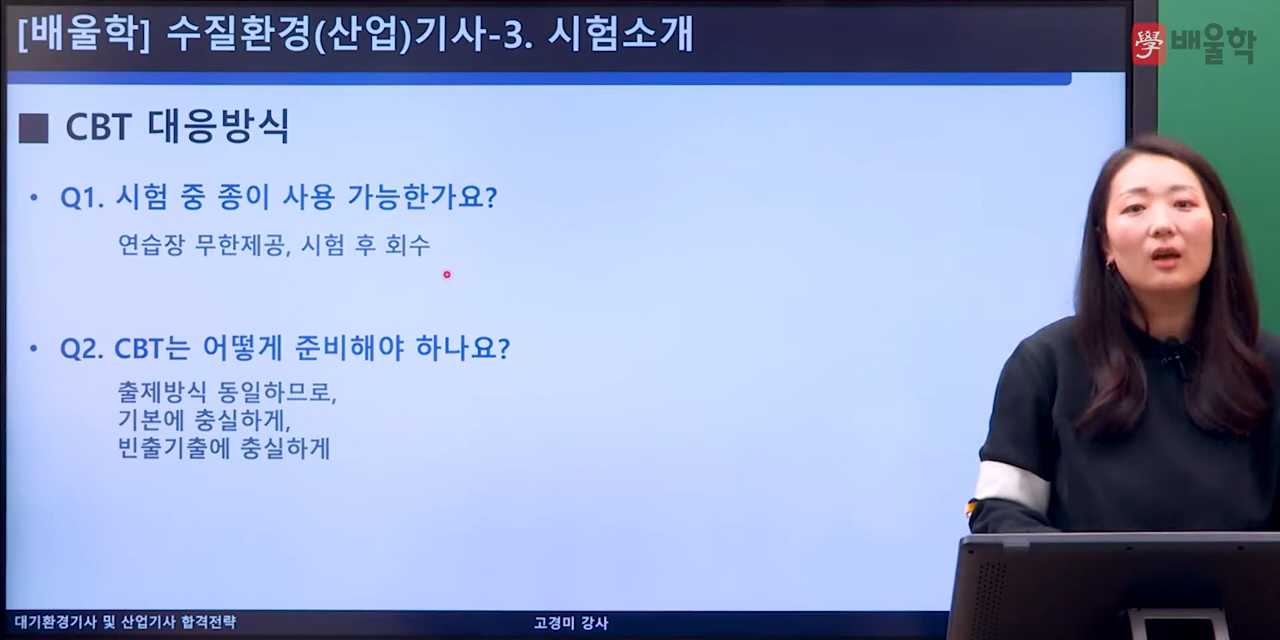 [배울학] 수질환경(산업)기사-3. 시험소개
學 배울학
■ CBT 대응방식
• Q1. 시험 중 종이 사용 가능한가요?
연습장 무한제공, 시험 후 회수
• Q2. CBT는 어떻게 준비해야 하나요?
출제방식 동일하므로,
기본에 충실하게,
빈출기출에 충실하게
대기환경기사 및 산업기사 합격전략
고경미 강사